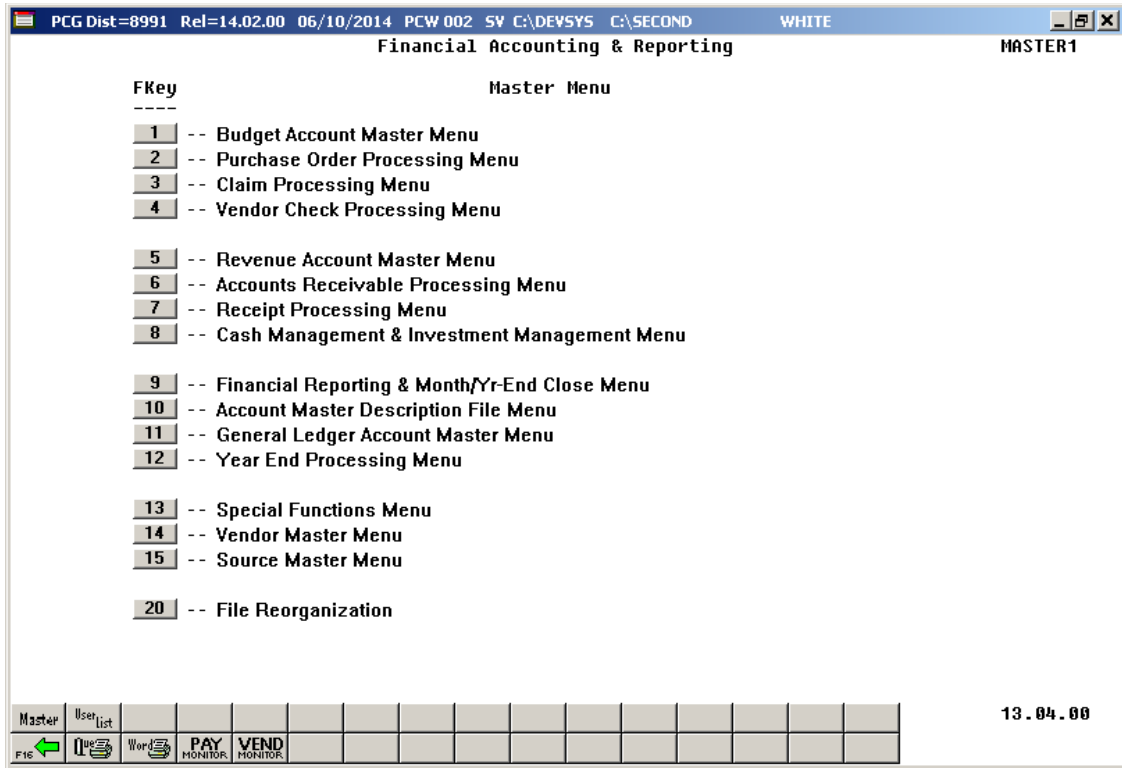 PCG Dist=8991 Rel=14.02.00 06/10/2014 PCW 002 SV C:\DEVSYS C:\SECOND WHITE
Financial Accounting & Reporting MASTER1
FKey Master Menu
----
1 -- Budget Account Master Menu
2 -- Purchase Order Processing Menu
3 -- Claim Processing Menu
4 -- Vendor Check Processing Menu
5 -- Revenue Account Master Menu
6 -- Accounts Receivable Processing Menu
7 -- Receipt Processing Menu
8 -- Cash Management & Investment Management Menu
9 -- Financial Reporting & Month/Yr-End Close Menu
10 -- Account Master Description File Menu
11 -- General Ledger Account Master Menu
12 -- Year End Processing Menu
13 -- Special Functions Menu
14 -- Vendor Master Menu
15 -- Source Master Menu
20 -- File Reorganization
Master User List 13.04.00
F16 Que Word PAY MONITOR VEND MONITOR